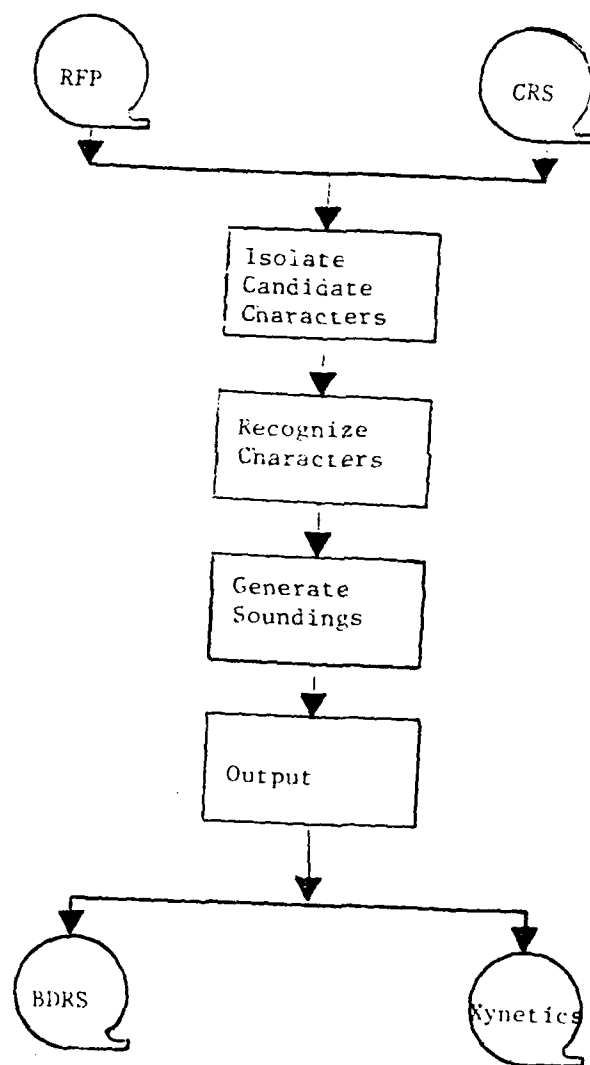 RFP
CRS
Isolate
Candidate
Characters
Recognize
Characters
Generate
Soundings
Output
BDRS
Xynetics